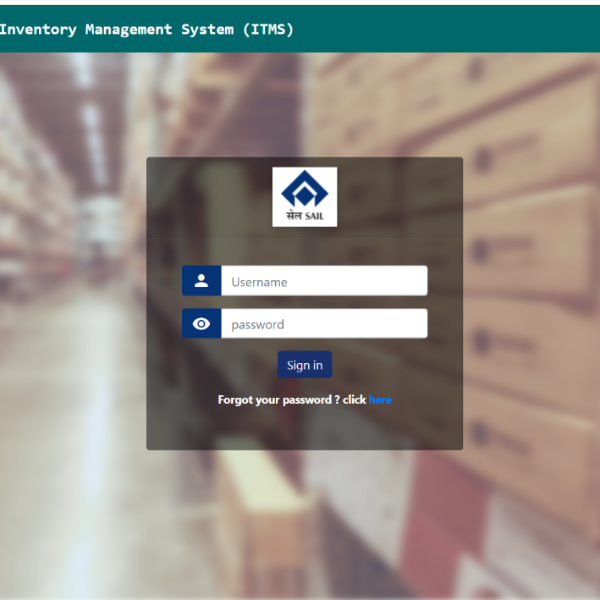 Inventory Management System (ITMS)
सेल SAIL
Username
password
Sign in
Forgot your password ? click here